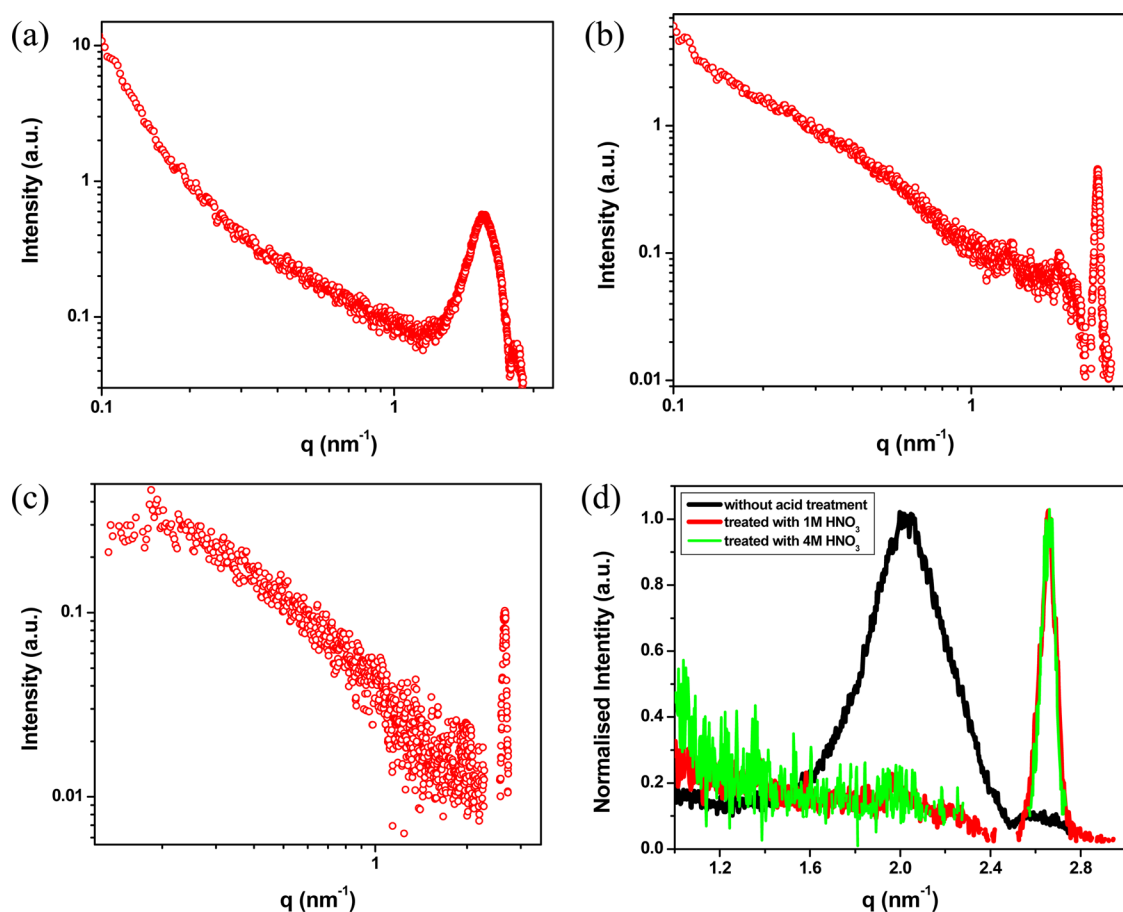 (a)
10
1
0.1
0.1
1
Intensity (a.u.)
q (nm⁻¹)
(b)
1
0.1
0.01
0.1
1
Intensity (a.u.)
q (nm⁻¹)
(c)
0.1
0.01
1
Intensity (a.u.)
q (nm⁻¹)
(d)
without acid treatment
treated with 1M HNO₃
treated with 4M HNO₃
1.0
0.8
0.6
0.4
0.2
0.0
1.2 1.6 2.0 2.4 2.8
Normalised Intentity (a.u.)
q (nm⁻¹)